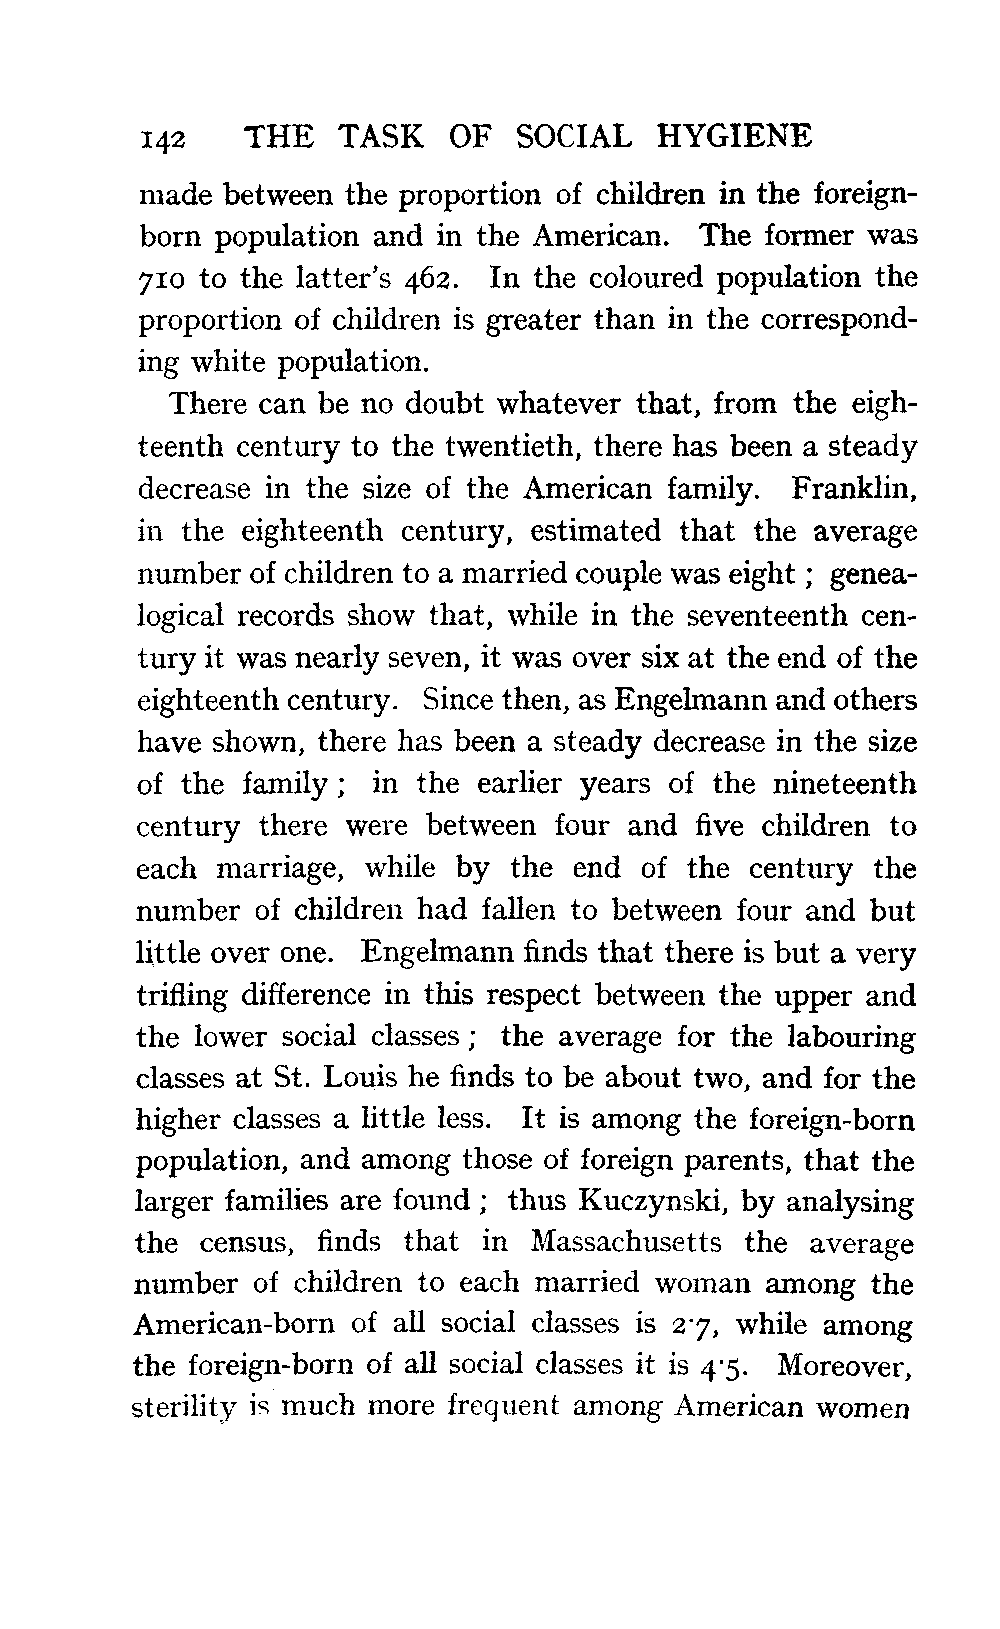 142 THE TASK OF SOCIAL HYGIENE
made between the proportion of children in the foreign-
born population and in the American. The former was
710 to the latter's 462. In the coloured population the
proportion of children is greater than in the correspond-
ing white population.
There can be no doubt whatever that, from the eigh-
teenth century to the twentieth, there has been a steady
decrease in the size of the American family. Franklin,
in the eighteenth century, estimated that the average
number of children to a married couple was eight ; genea-
logical records show that, while in the seventeenth cen-
tury it was nearly seven, it was over six at the end of the
eighteenth century. Since then, as Engelmann and others
have shown, there has been a steady decrease in the size
of the family ; in the earlier years of the nineteenth
century there were between four and five children to
each marriage, while by the end of the century the
number of children had fallen to between four and but
little over one. Engelmann finds that there is but a very
trifling difference in this respect between the upper and
the lower social classes ; the average for the labouring
classes at St. Louis he finds to be about two, and for the
higher classes a little less. It is among the foreign-born
population, and among those of foreign parents, that the
larger families are found ; thus Kuczynski, by analysing
the census, finds that in Massachusetts the average
number of children to each married woman among the
American-born of all social classes is 2·7, while among
the foreign-born of all social classes it is 4·5. Moreover,
sterility is much more frequent among American women